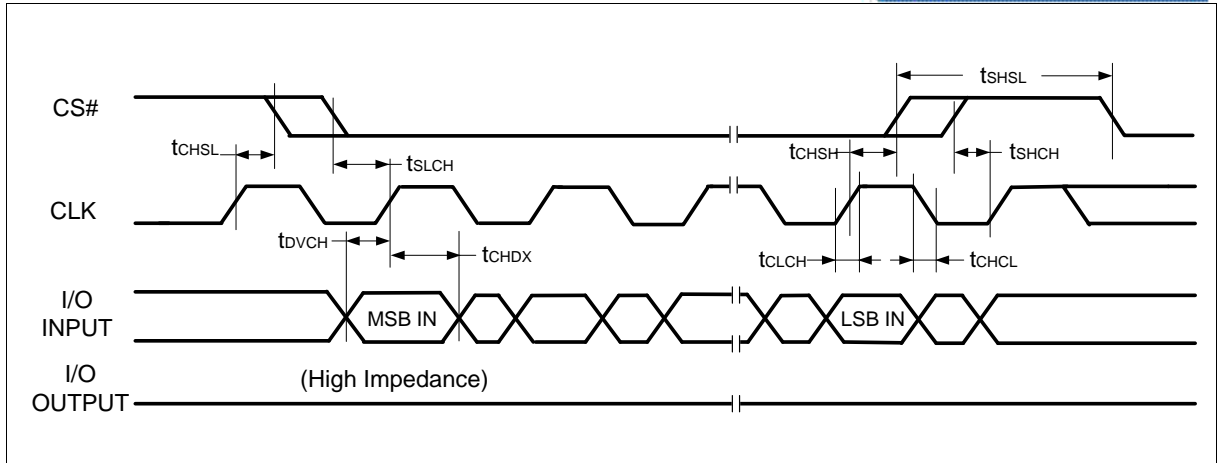 tSHSL
CS#
tCHSL
tSLCH
tCHSH
tSHCH
CLK
tDVCH
tCHDX
tCLCH
tCHCL
I/O
INPUT
MSB IN
LSB IN
I/O
OUTPUT
(High Impedance)